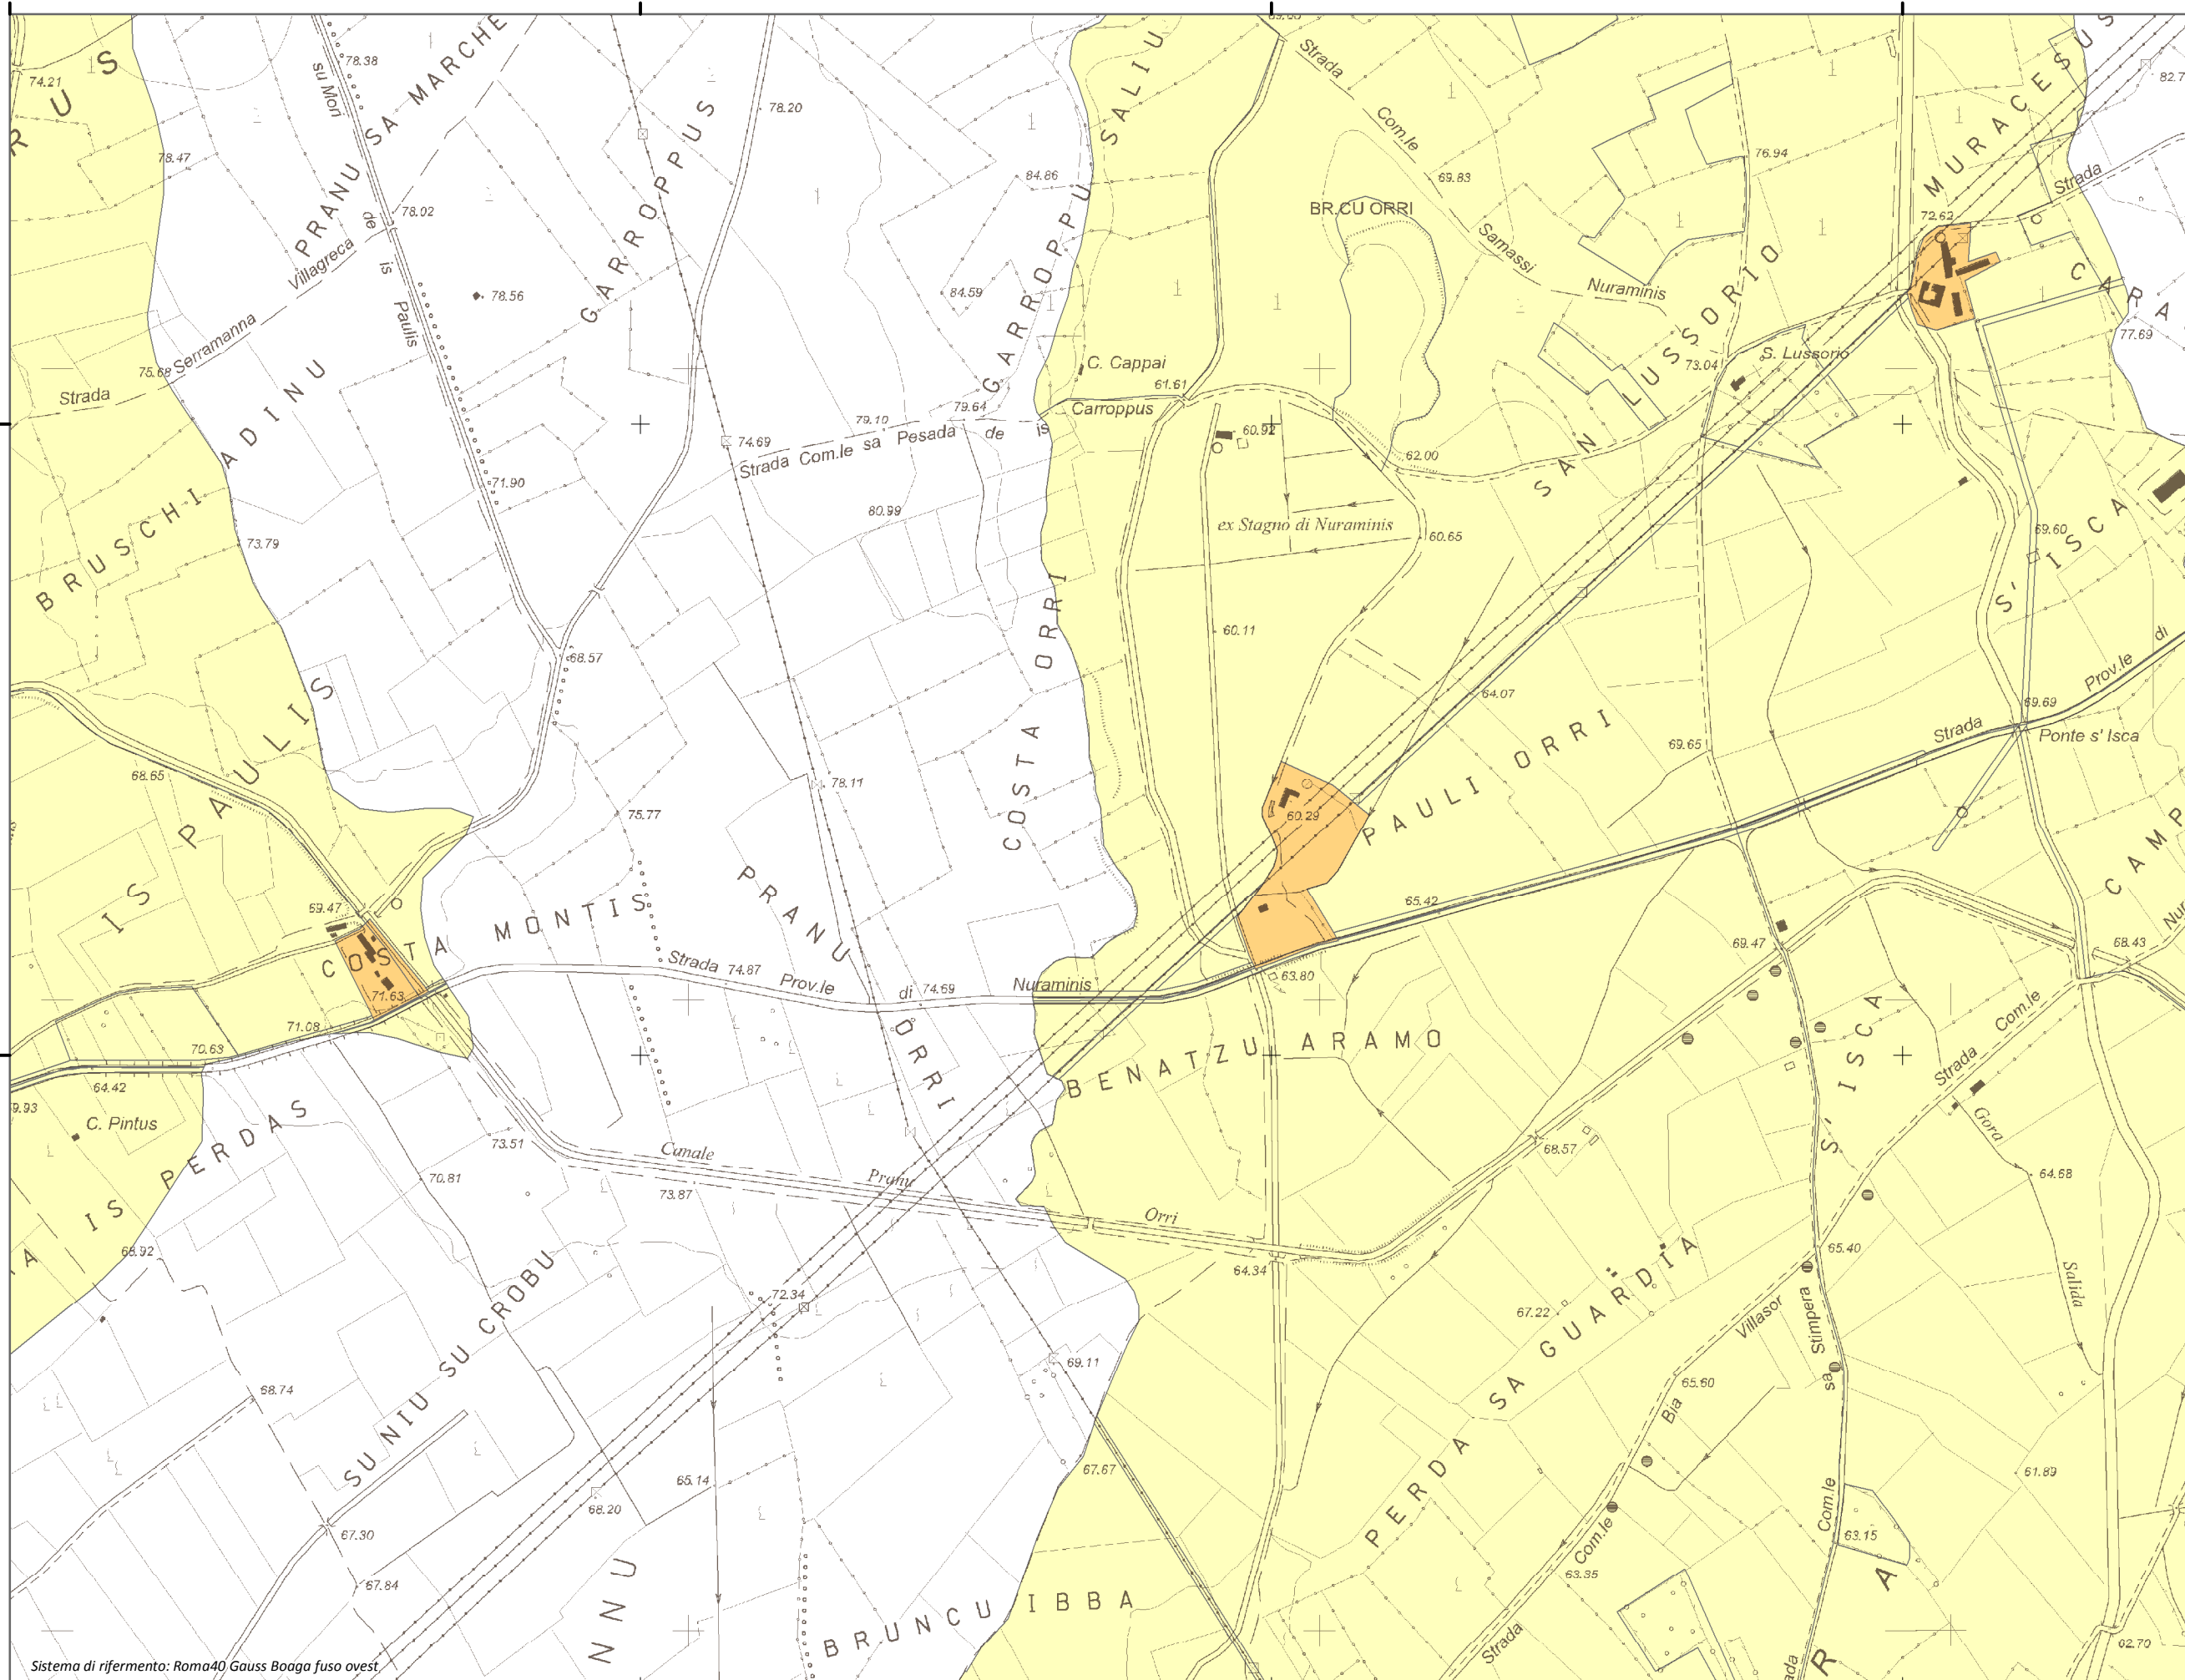 74.21
R U S
78.47
78.38
su Mori
de
is
Paulis
PRANU SA MARCHE
78.02
Villagreca
Serramanna
Strada
75.68
78.56
GARROPPUS
78.20
84.86
84.59
GARROPPU SALIU
69.83
Strada
Com.le
Samassi
Nuraminis
BR.CU ORRI
76.94
MURACESUS
82.7
Strada
72.62
CARA
77.69
C. Cappai
61.61
Carroppus
79.64
79.10
Strada Com.le sa Pesada de is
74.69
60.92
62.00
73.04
S. Lussorio
SAN LUSSORIO
BRUSCHI ADINU
71.90
73.79
80.99
ex Stagno di Nuraminis
60.65
69.60
S' ISCA
60.11
68.57
COSTA ORRI
64.07
69.69
Prov.le
di
Strada
Ponte s' Isca
69.65
IS PAULIS
68.65
75.77
78.11
60.29
PAULI ORRI
CAMP
69.47
COSTA MONTIS
PRANU ORRI
65.42
69.47
68.43
Nur
71.63
Strada
74.87
Prov.le
di
74.69
Nuraminis
63.80
71.08
70.63
64.42
9.93
C. Pintus
BENATZU ARAMO
S' ISCA
Com.le
Strada
Gora
A IS PERDAS
73.51
70.81
Canale
73.87
Pranu
Orri
68.57
64.68
68.92
64.34
65.40
Salida
SU NIU SU CROBU
72.34
67.22
PERDA SA GUARDIA
Villasor
Stimpera
69.11
65.60
sa
Bia
68.74
65.14
67.67
61.89
68.20
67.30
Com.le
63.15
Com.le
63.35
67.84
NNU
BRUNCU IBBA
A
R
Strada
62.70
Sistema di rifermento: Roma40 Gauss Boaga fuso ovest